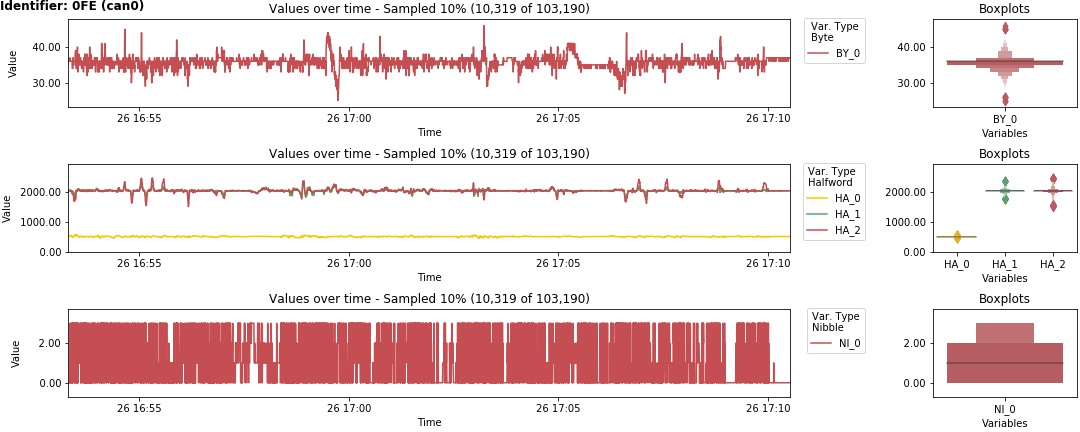 Identifier: 0FE (can0)
Values over time - Sampled 10% (10,319 of 103,190)
Value
40.00
30.00
26 16:55
26 17:00
26 17:05
26 17:10
Time
Var. Type
Byte
BY_0
Boxplots
40.00
30.00
BY_0
Variables
Values over time - Sampled 10% (10,319 of 103,190)
Value
2000.00
1000.00
0.00
26 16:55
26 17:00
26 17:05
26 17:10
Time
Var. Type
Halfword
HA_0
HA_1
HA_2
Boxplots
2000.00
1000.00
0.00
HA_0
HA_1
HA_2
Variables
Values over time - Sampled 10% (10,319 of 103,190)
Value
2.00
0.00
26 16:55
26 17:00
26 17:05
26 17:10
Time
Var. Type
Nibble
NI_0
Boxplots
2.00
0.00
NI_0
Variables